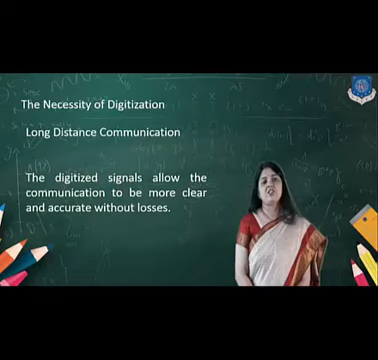 The Necessity of Digitization
Long Distance Communication
The digitized signals allow the
communication to be more clear
and accurate without losses.